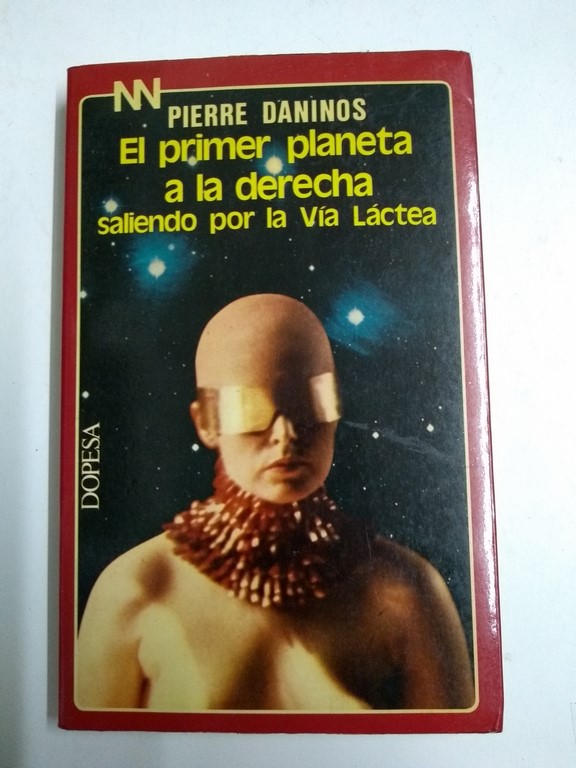 NN
PIERRE DANINOS
El primer planeta
a la derecha
saliendo por la Vía Láctea
DOPESA